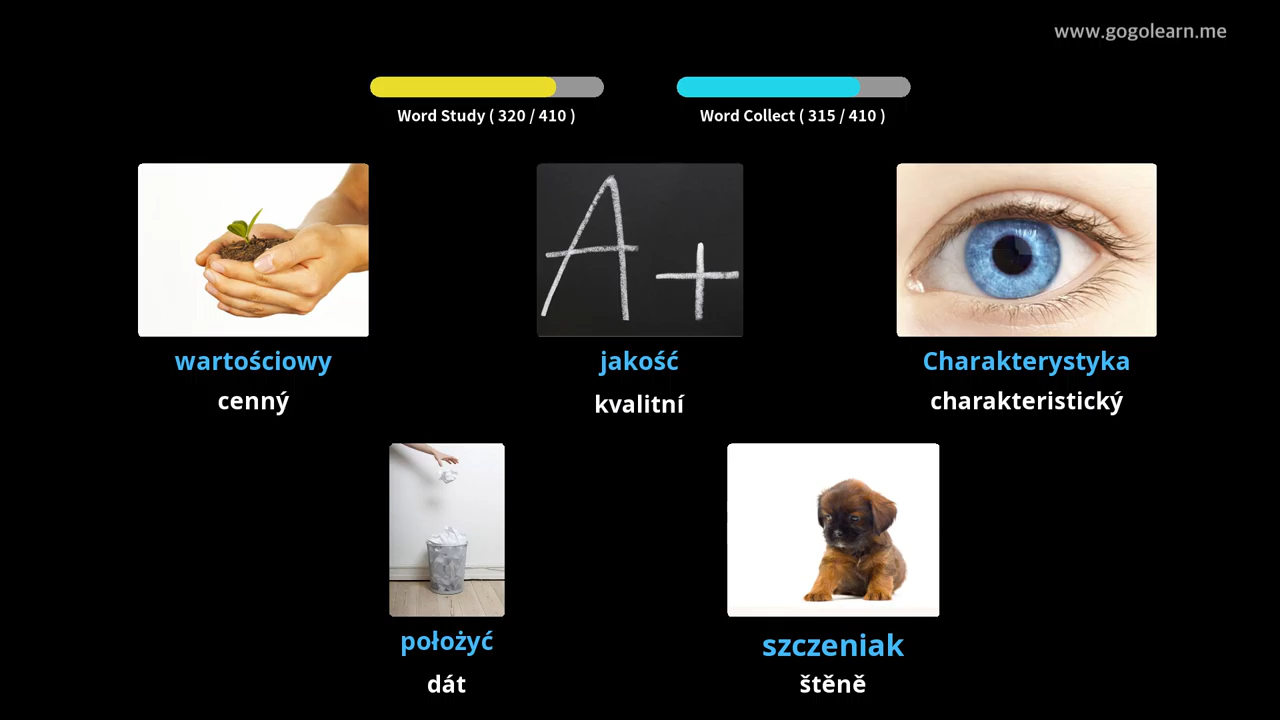 www.gogolearn.me
Word Study ( 320 / 410 )
Word Collect ( 315 / 410 )
A+
wartościowy
cenný
jakość
kvalitní
Charakterystyka
charakteristický
położyć
dát
szczeniak
štěně